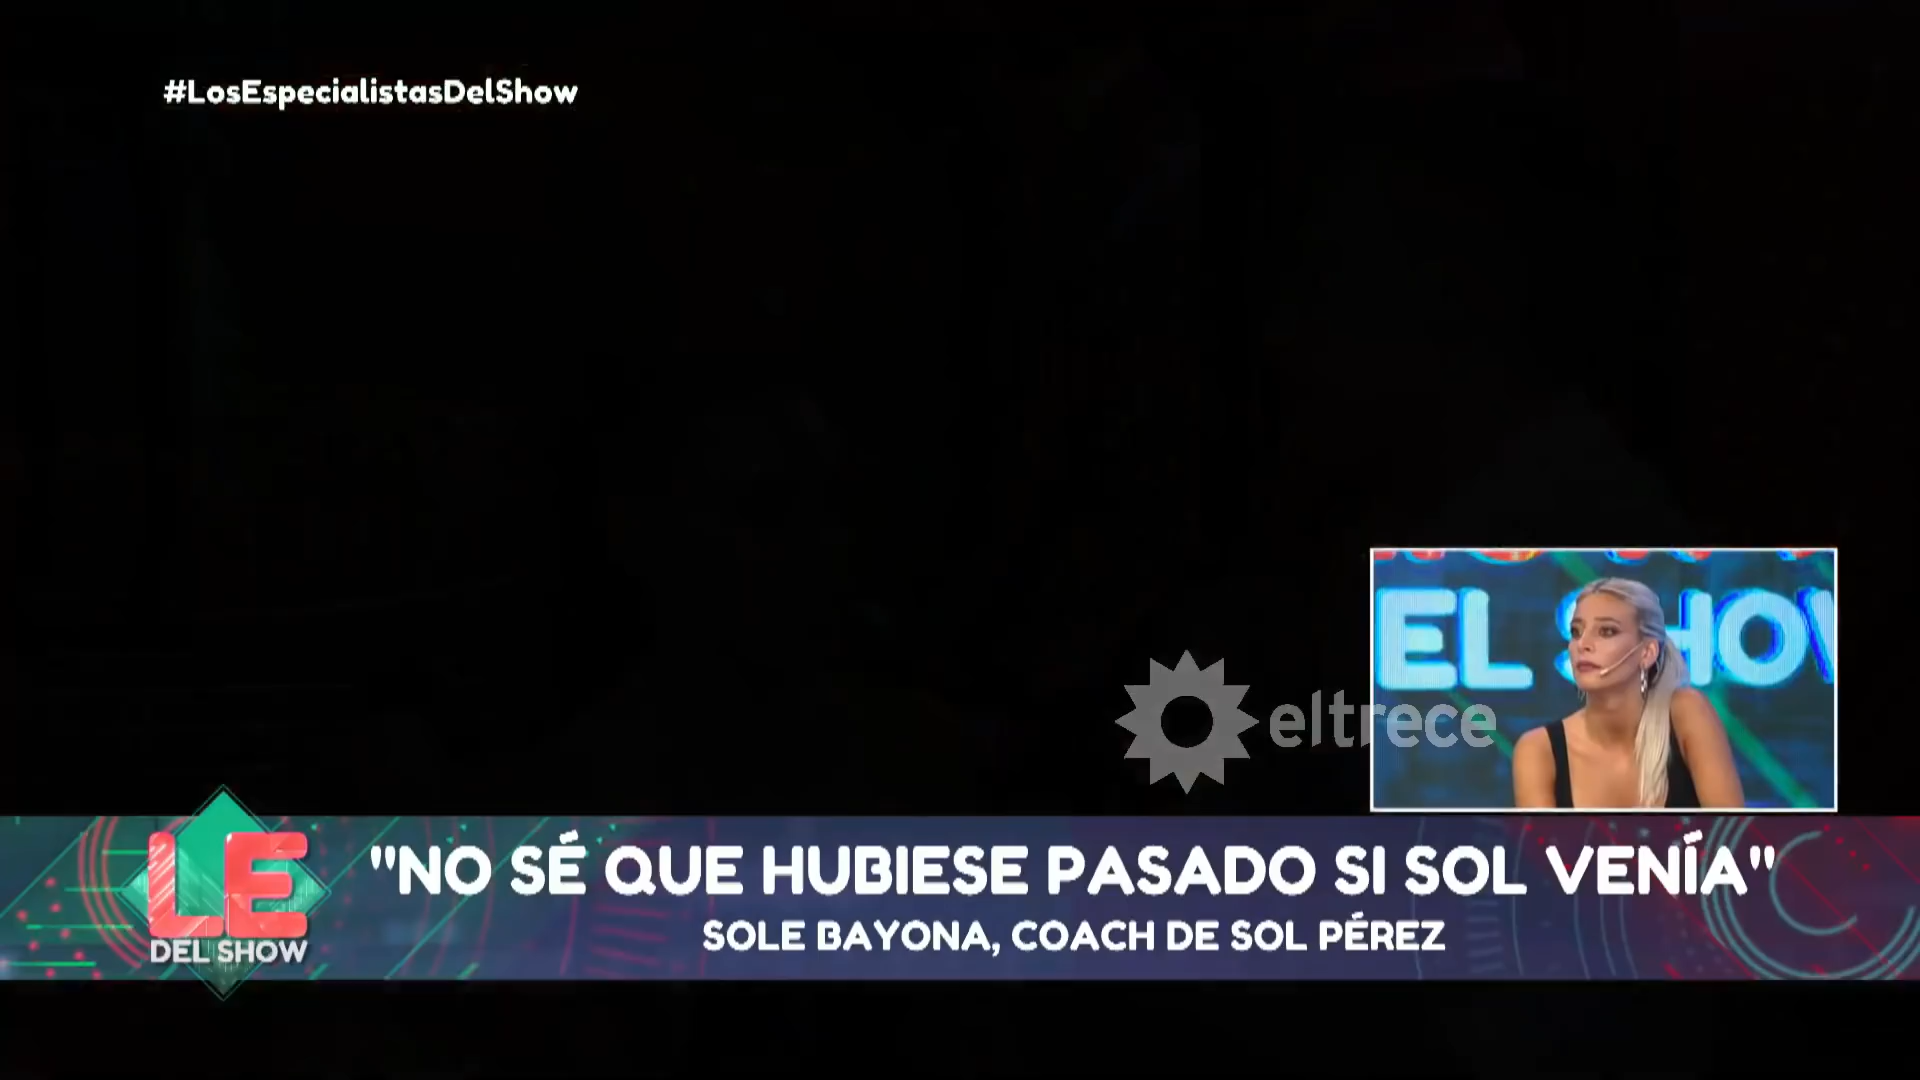 #LosEspecialistasDelShow
EL SHOW
eltrece
LE
DEL SHOW
"NO SÉ QUE HUBIESE PASADO SI SOL VENÍA"
SOLE BAYONA, COACH DE SOL PÉREZ